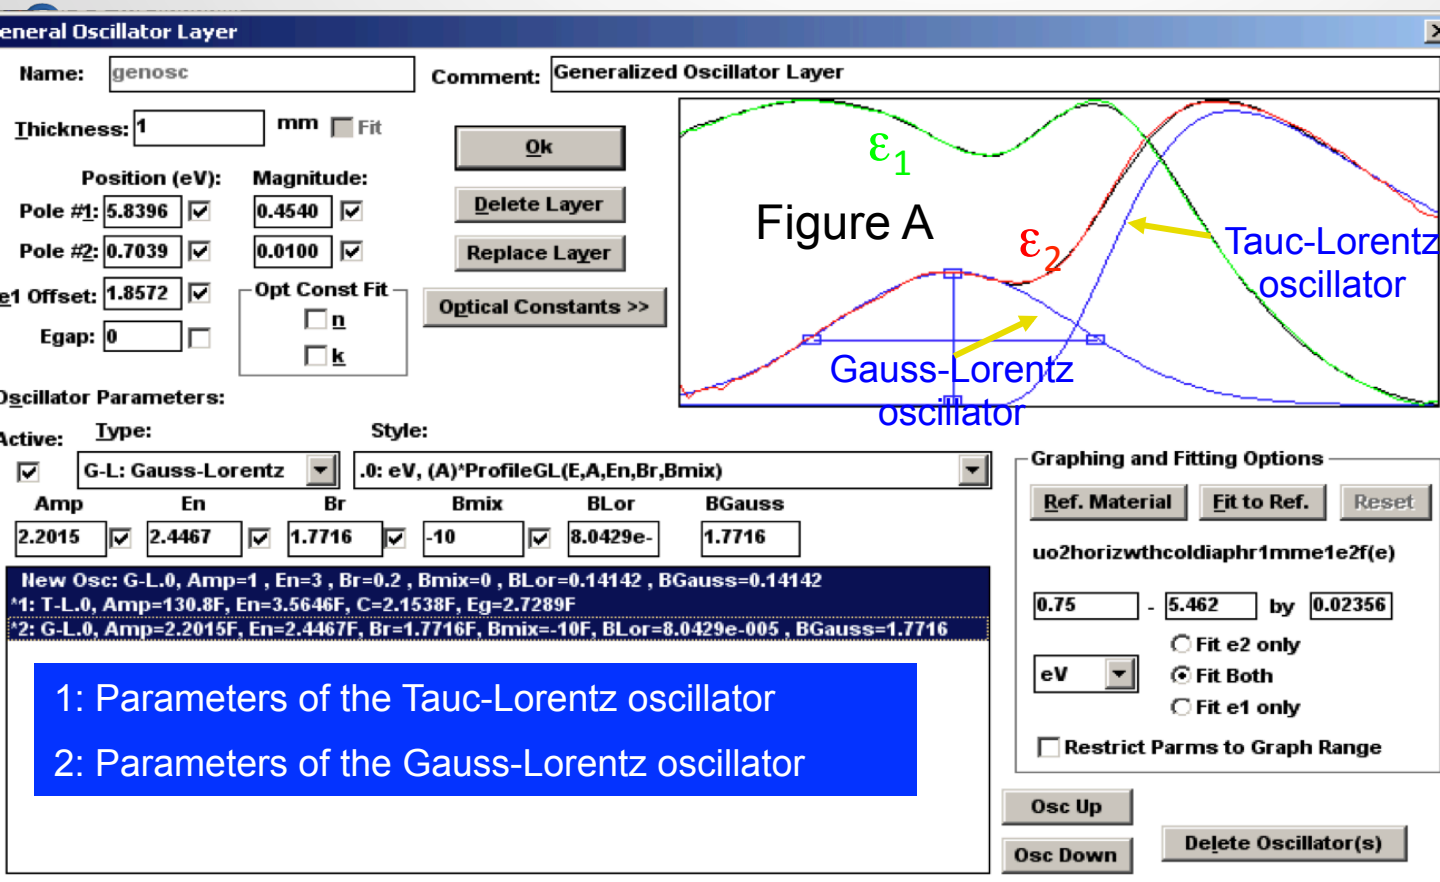 eneral Oscillator Layer
Name: genosc
Comment: Generalized Oscillator Layer
Thickness: 1 mm Fit
Position (eV): Magnitude:
Pole #1: 5.8396 0.4540
Pole #2: 0.7039 0.0100
e1 Offset: 1.8572
Egap: 0
Opt Const Fit
n
k
Ok
Delete Layer
Replace Layer
Optical Constants >>
ε1
Figure A
ε2
Tauc-Lorentz
oscillator
Gauss-Lorentz
oscillator
Oscillator Parameters:
Active: Type: Style:
G-L: Gauss-Lorentz .0: eV, (A)*ProfileGL(E,A,En,Br,Bmix)
Amp En Br Bmix BLor BGauss
2.2015 2.4467 1.7716 -10 8.0429e- 1.7716
New Osc: G-L.0, Amp=1 , En=3 , Br=0.2 , Bmix=0 , BLor=0.14142 , BGauss=0.14142
*1: T-L.0, Amp=130.8F, En=3.5646F, C=2.1538F, Eg=2.7289F
*2: G-L.0, Amp=2.2015F, En=2.4467F, Br=1.7716F, Bmix=-10F, BLor=8.0429e-005 , BGauss=1.7716
1: Parameters of the Tauc-Lorentz oscillator
2: Parameters of the Gauss-Lorentz oscillator
Graphing and Fitting Options
Ref. Material Fit to Ref. Reset
uo2horizwthcoldiaphr1mme1e2f(e)
0.75 - 5.462 by 0.02356
eV
Fit e2 only
Fit Both
Fit e1 only
Restrict Parms to Graph Range
Osc Up
Osc Down
Delete Oscillator(s)